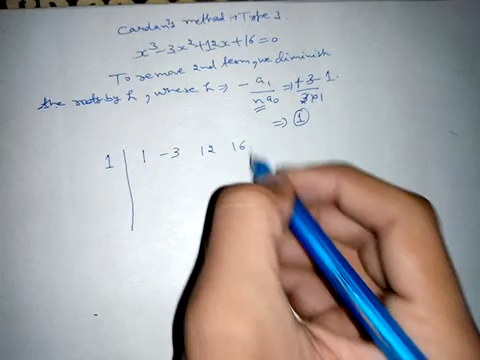 Cardan's method → Type 3.
x³-3x²+12x+16=0
To remove 2nd term, we diminish
the roots by h, where h ⇒ - a₁/na₀ ⇒ +3/3×1 = 1.
⇒ 1
1 | 1 -3 12 16